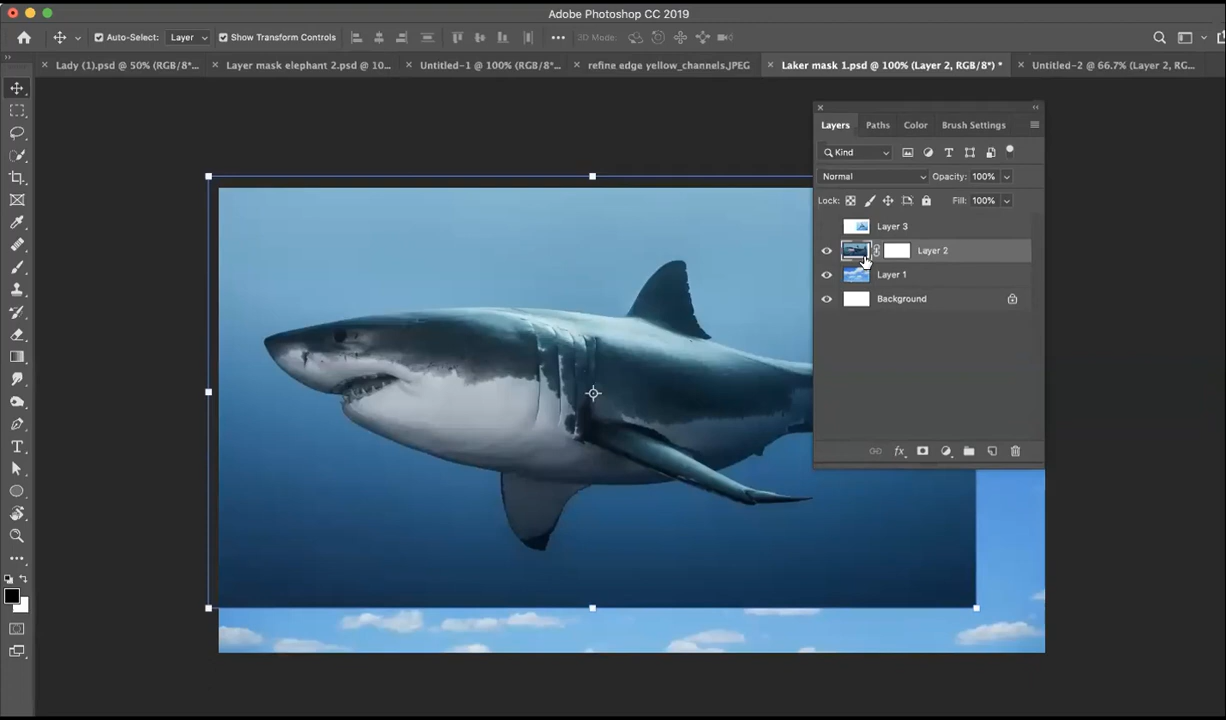 Adobe Photoshop CC 2019
Auto-Select: Layer Show Transform Controls 3D Mode:
Lady (1).psd @ 50% (RGB/8*... Layer mask elephant 2.psd @ 10... Untitled-1 @ 100% (RGB/8*... refine edge yellow_channels.JPEG Laker mask 1.psd @ 100% (Layer 2, RGB/8*) * Untitled-2 @ 66.7% (Layer 2, RG...
Layers Paths Color Brush Settings
Kind
Normal Opacity: 100%
Lock: Fill: 100%
Layer 3
Layer 2
Layer 1
Background
fx